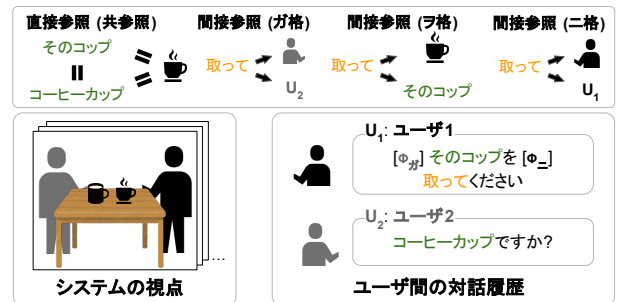 直接参照 (共参照)
そのコップ
=
コーヒーカップ
間接参照 (ガ格)
取って
U2
間接参照 (ヲ格)
取って
そのコップ
間接参照 (ニ格)
取って
U1
システムの視点
...
U1: ユーザ1
[Φガ] そのコップを [Φニ]
取ってください
U2: ユーザ2
コーヒーカップですか?
ユーザ間の対話履歴